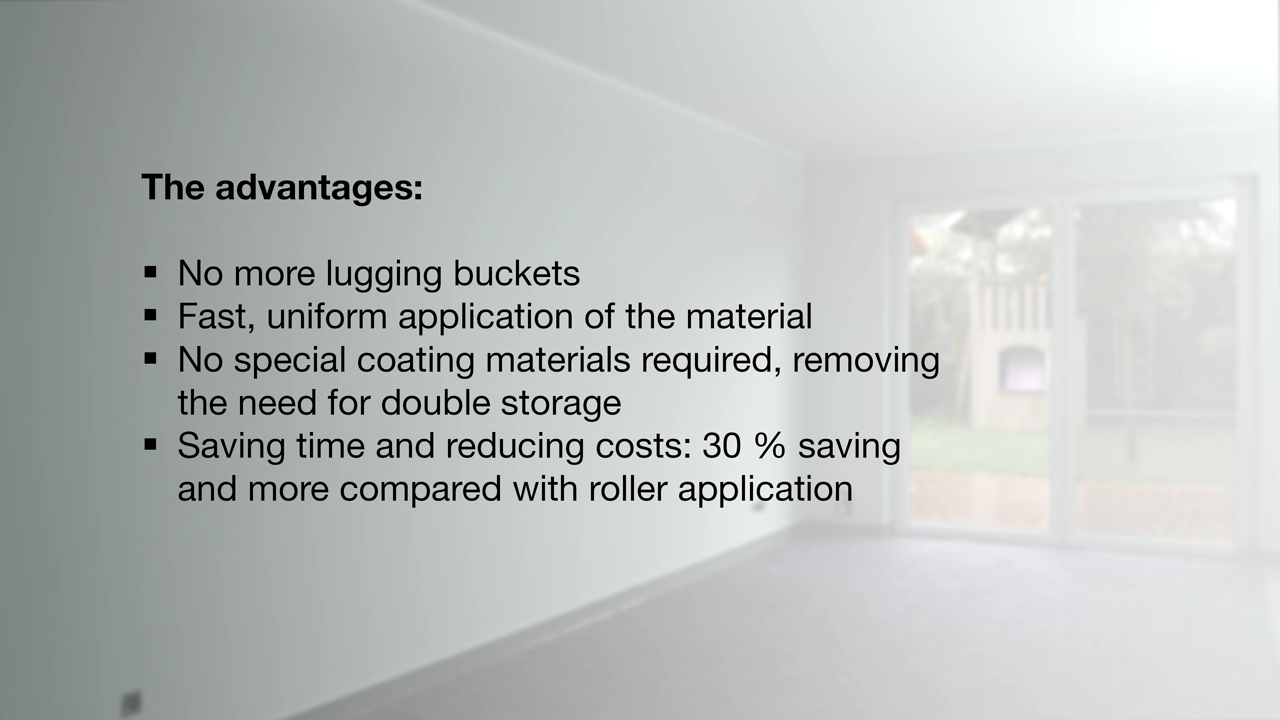 The advantages:
▪ No more lugging buckets
▪ Fast, uniform application of the material
▪ No special coating materials required, removing
the need for double storage
▪ Saving time and reducing costs: 30 % saving
and more compared with roller application